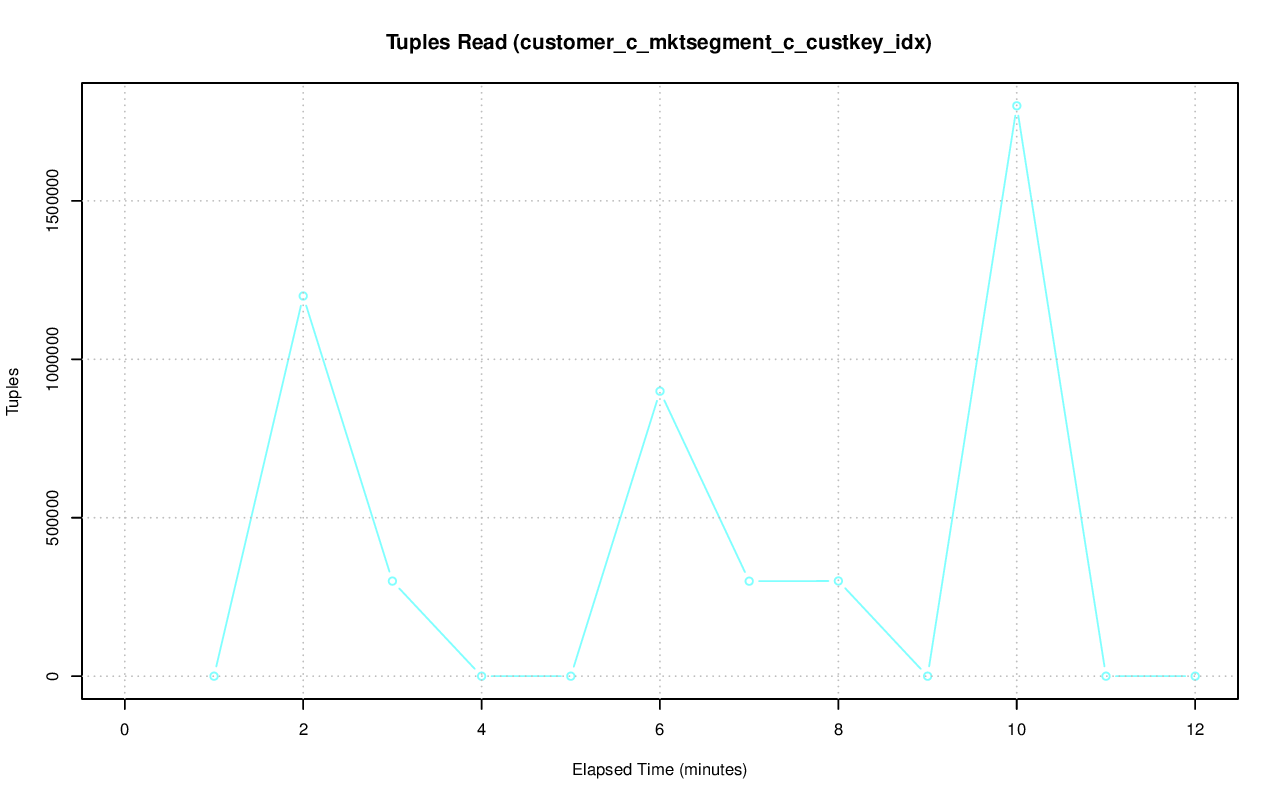 Tuples Read (customer_c_mktsegment_c_custkey_idx)
Tuples
1500000
1000000
500000
0
0 2 4 6 8 10 12
Elapsed Time (minutes)